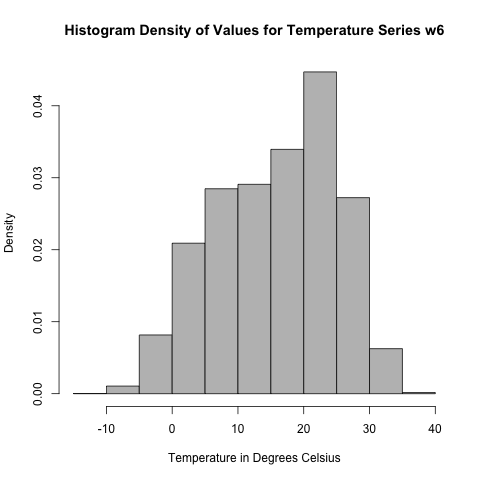 Histogram Density of Values for Temperature Series w6
Density
0.04
0.03
0.02
0.01
0.00
-10 0 10 20 30 40
Temperature in Degrees Celsius